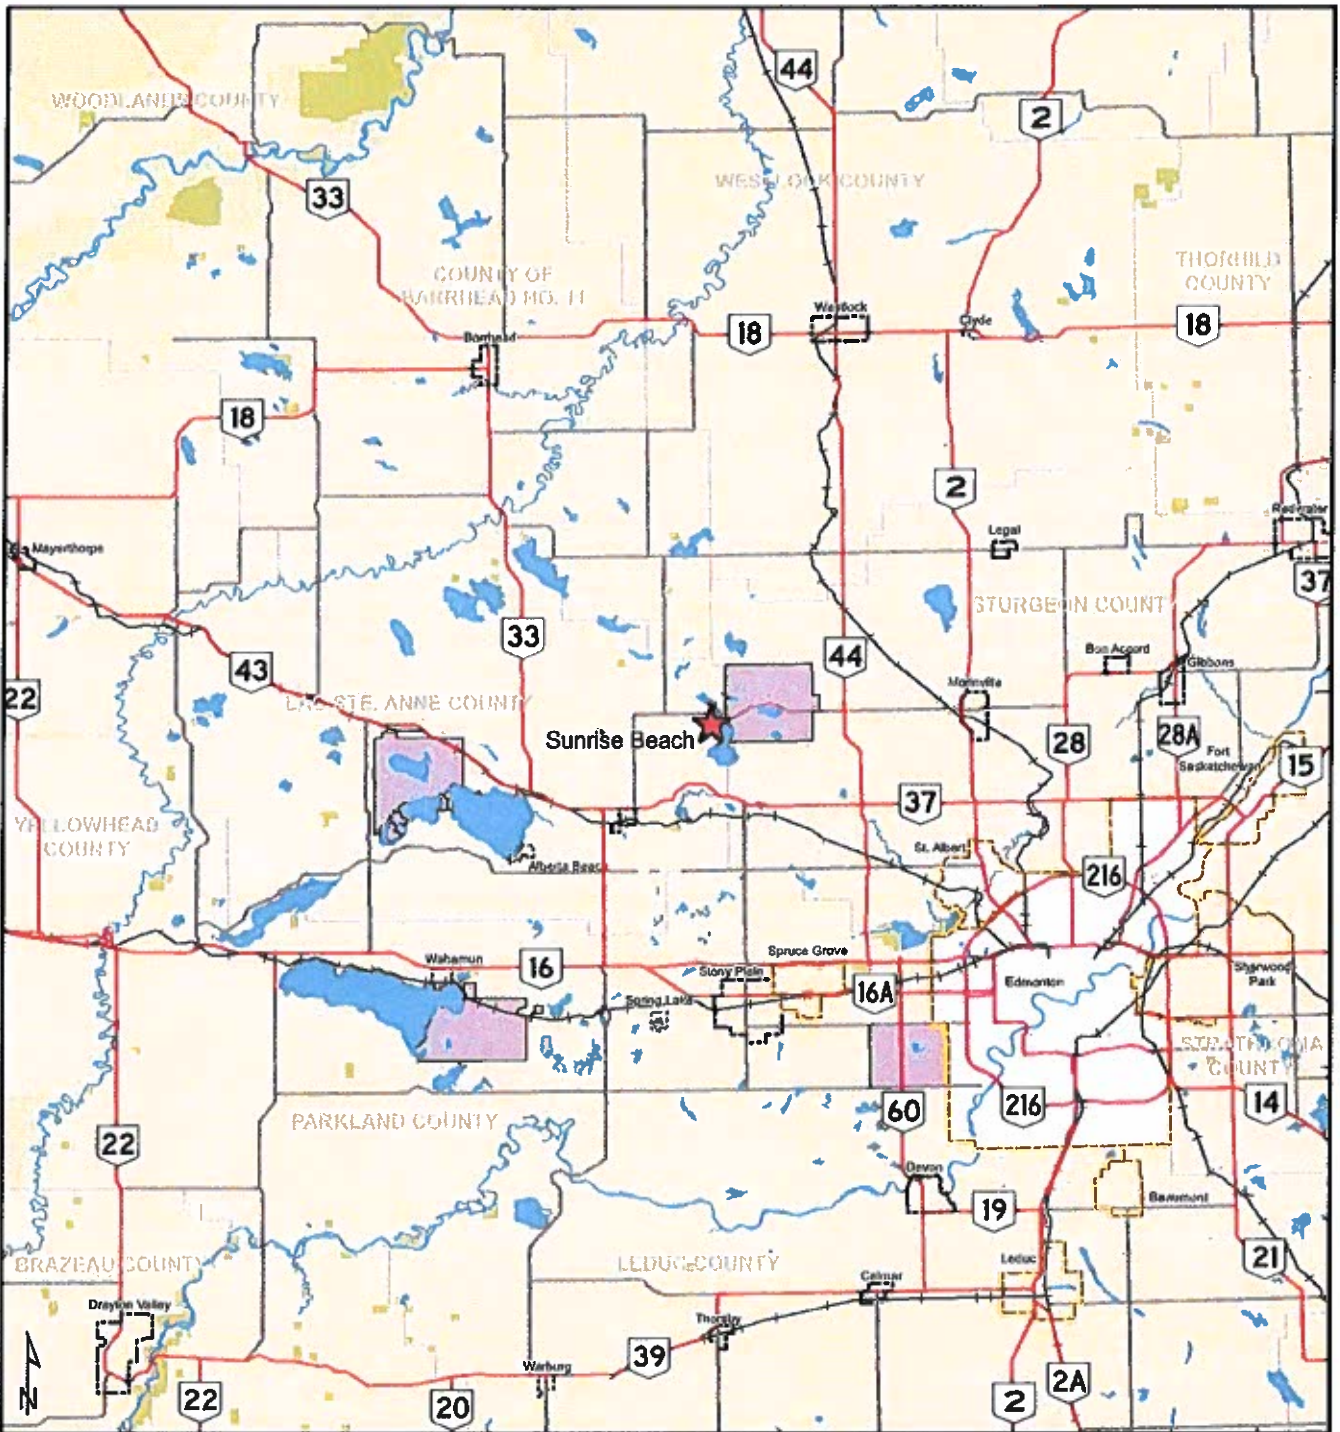 44
2
WOODLANDS COUNTY
33
WESTLOCK COUNTY
COUNTY OF
BARRHEAD NO. 11
THORHILD
COUNTY
Westlock
Clyde
18
18
Barrhead
18
2
Legal
Redwater
Mayerthorpe
37
STURGEON COUNTY
33
44
Bon Accord
Gibbons
43
22
LAC STE. ANNE COUNTY
Morinville
Sunrise Beach
28
28A
Fort
Saskatchewan
15
37
YELLOWHEAD
COUNTY
St. Albert
Alberta Beach
216
Spruce Grove
Wabamun
16
Stony Plain
Sherwood
Park
16A
Edmonton
Spring Lake
STRATHCONA
COUNTY
PARKLAND COUNTY
60
216
14
22
Devon
19
Beaumont
BRAZEAU COUNTY
LEDUC COUNTY
Leduc
21
Calmar
Drayton Valley
Thorsby
39
Warburg
2A
N
22
20
2